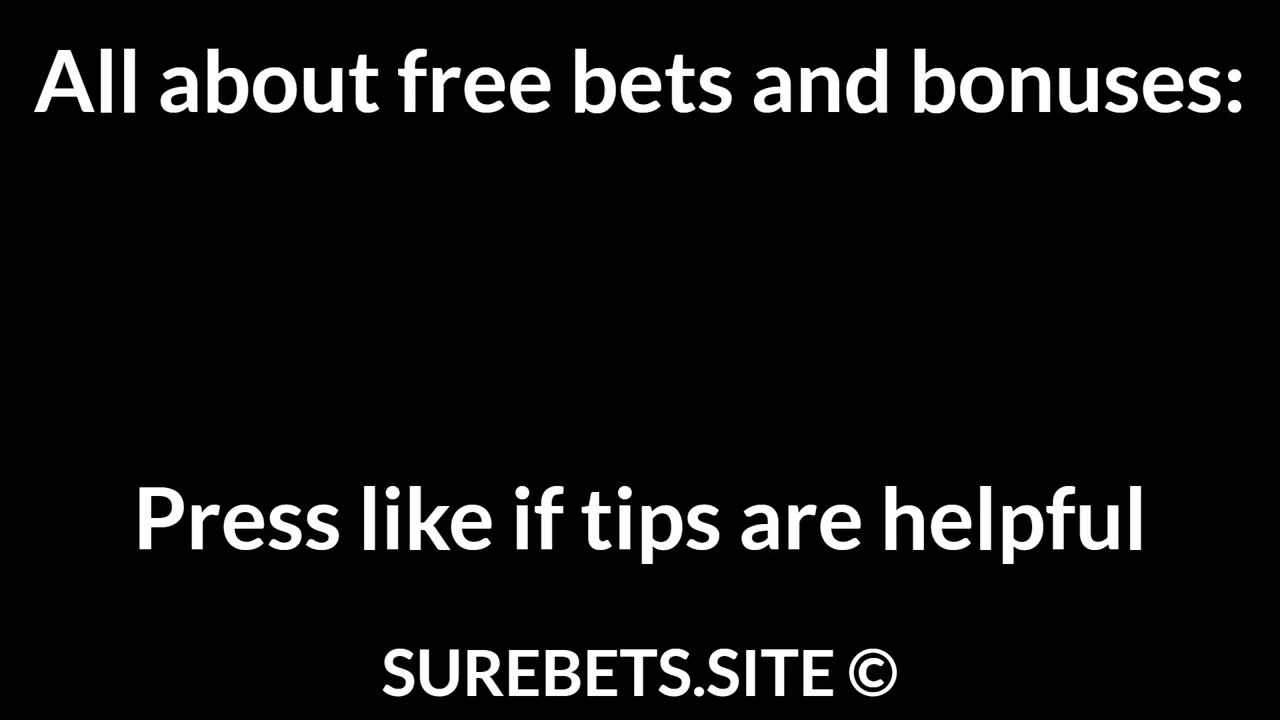 All about free bets and bonuses:
Press like if tips are helpful
SUREBETS.SITE ©